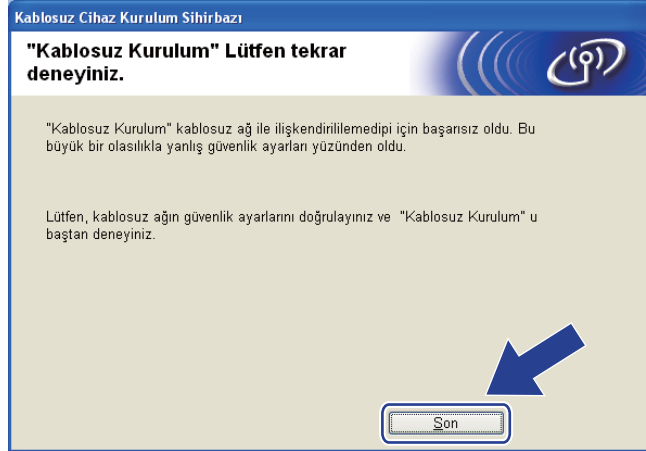 Kablosuz Cihaz Kurulum Sihirbazı
"Kablosuz Kurulum" Lütfen tekrar
deneyiniz.
"Kablosuz Kurulum" kablosuz ağ ile ilişkendirililemedipi için başarısız oldu. Bu
büyük bir olasılıkla yanlış güvenlik ayarları yüzünden oldu.
Lütfen, kablosuz ağın güvenlik ayarlarını doğrulayınız ve "Kablosuz Kurulum" u
baştan deneyiniz.
Son